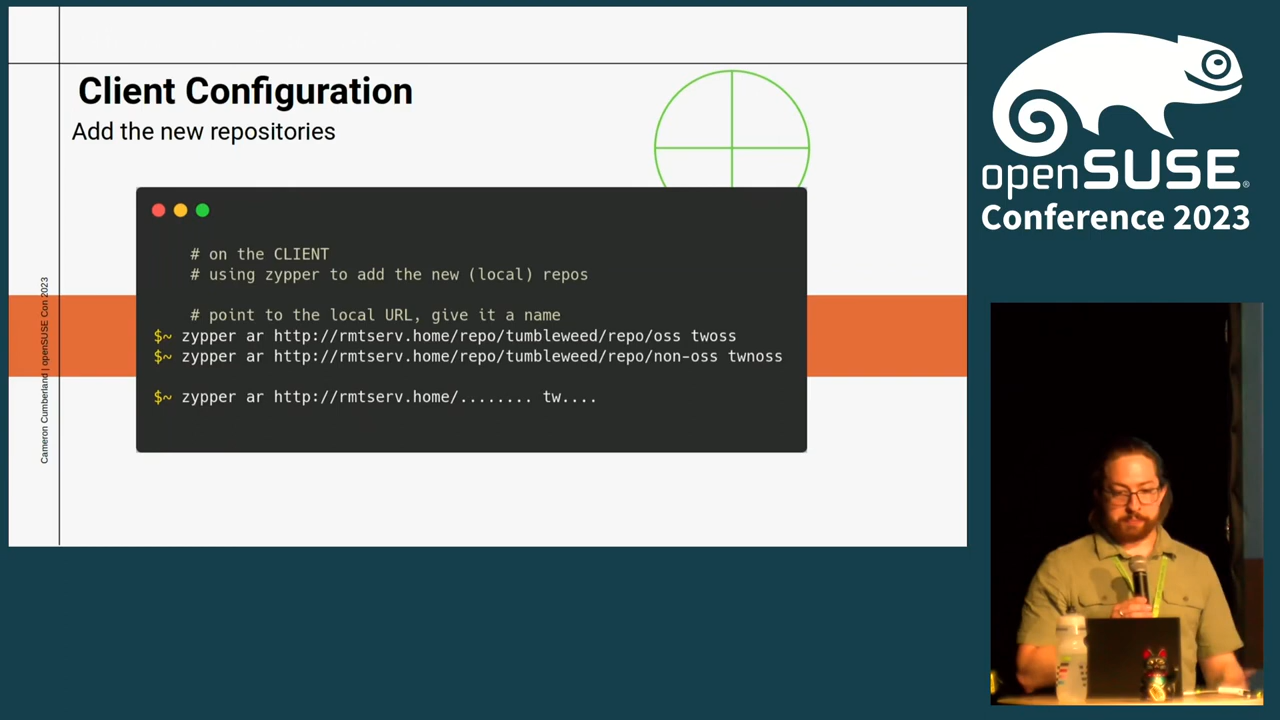 Client Configuration
Add the new repositories
# on the CLIENT
# using zypper to add the new (local) repos
# point to the local URL, give it a name
$~ zypper ar http://rmtserv.home/repo/tumbleweed/repo/oss twoss
$~ zypper ar http://rmtserv.home/repo/tumbleweed/repo/non-oss twnoss
$~ zypper ar http://rmtserv.home/........ tw....
Cameron Cumberland | openSUSE Con 2023
openSUSE®
Conference 2023